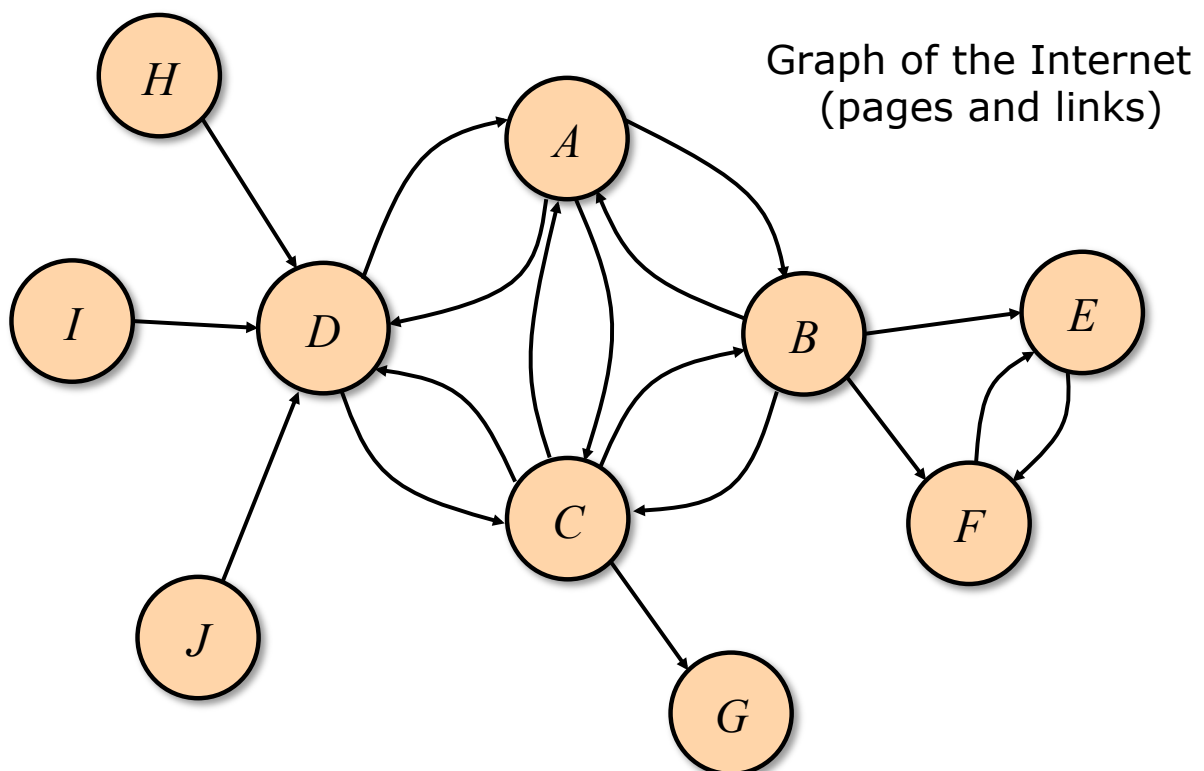 Graph of the Internet
(pages and links)
H
A
I
D
B
E
C
F
J
G